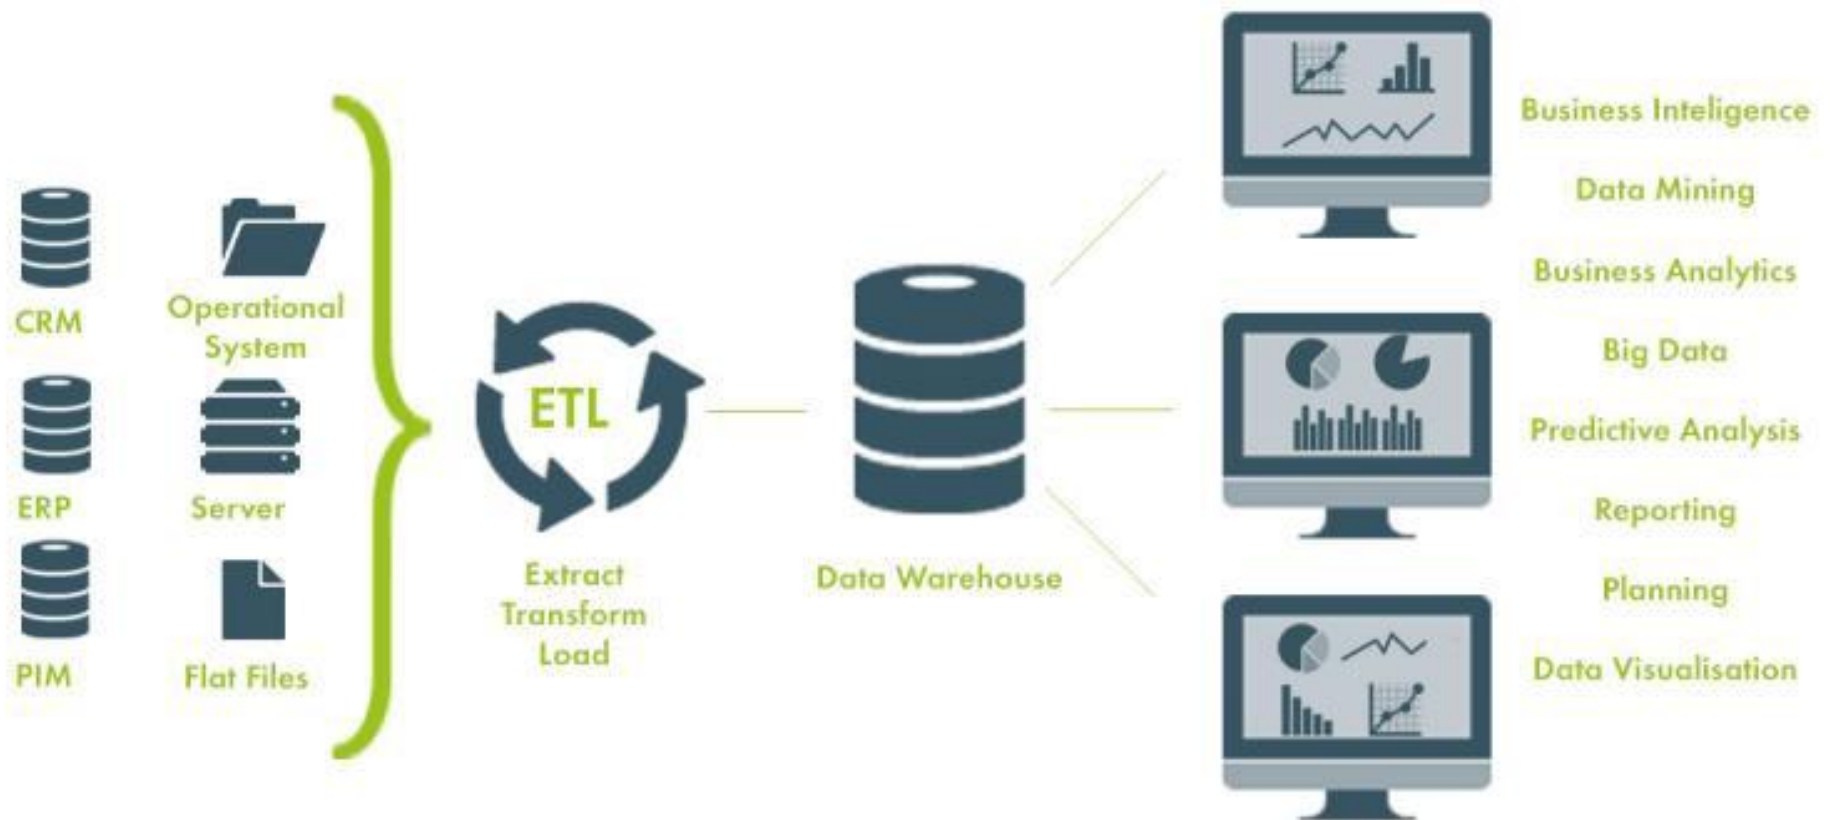 CRM
Operational
System
ERP
Server
PIM
Flat Files
ETL
Extract
Transform
Load
Data Warehouse
Business Inteligence
Data Mining
Business Analytics
Big Data
Predictive Analysis
Reporting
Planning
Data Visualisation